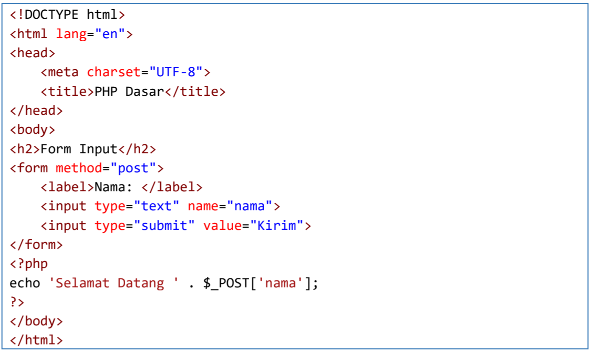 <!DOCTYPE html>
<html lang="en">
<head>
    <meta charset="UTF-8">
    <title>PHP Dasar</title>
</head>
<body>
<h2>Form Input</h2>
<form method="post">
    <label>Nama: </label>
    <input type="text" name="nama">
    <input type="submit" value="Kirim">
</form>
<?php
echo 'Selamat Datang ' . $_POST['nama'];
?>
</body>
</html>